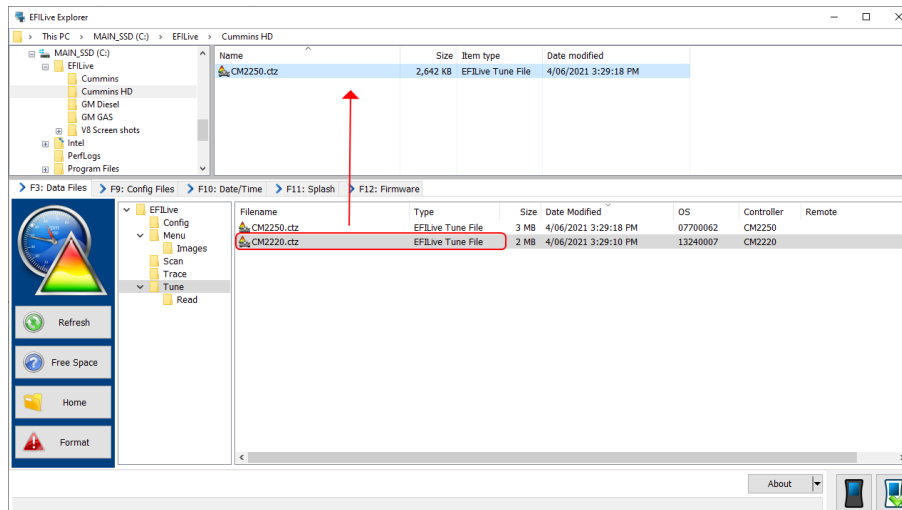 EFILive Explorer
This PC > MAIN_SSD (C:) > EFILive > Cummins HD
MAIN_SSD (C:)
EFILive
Cummins
Cummins HD
GM Diesel
GM GAS
V8 Screen shots
Intel
PerfLogs
Program Files
Name Size Item type Date modified
CM2250.ctz 2,642 KB EFILive Tune File 4/06/2021 3:29:18 PM
F3: Data Files F9: Config Files F10: Date/Time F11: Splash F12: Firmware
rpm
Refresh
Free Space
Home
Format
EFILive
Config
Menu
Images
Scan
Trace
Tune
Read
Filename Type Size Date Modified OS Controller Remote
CM2250.ctz EFILive Tune File 3 MB 4/06/2021 3:29:18 PM 07700062 CM2250
CM2220.ctz EFILive Tune File 2 MB 4/06/2021 3:29:10 PM 13240007 CM2220
About